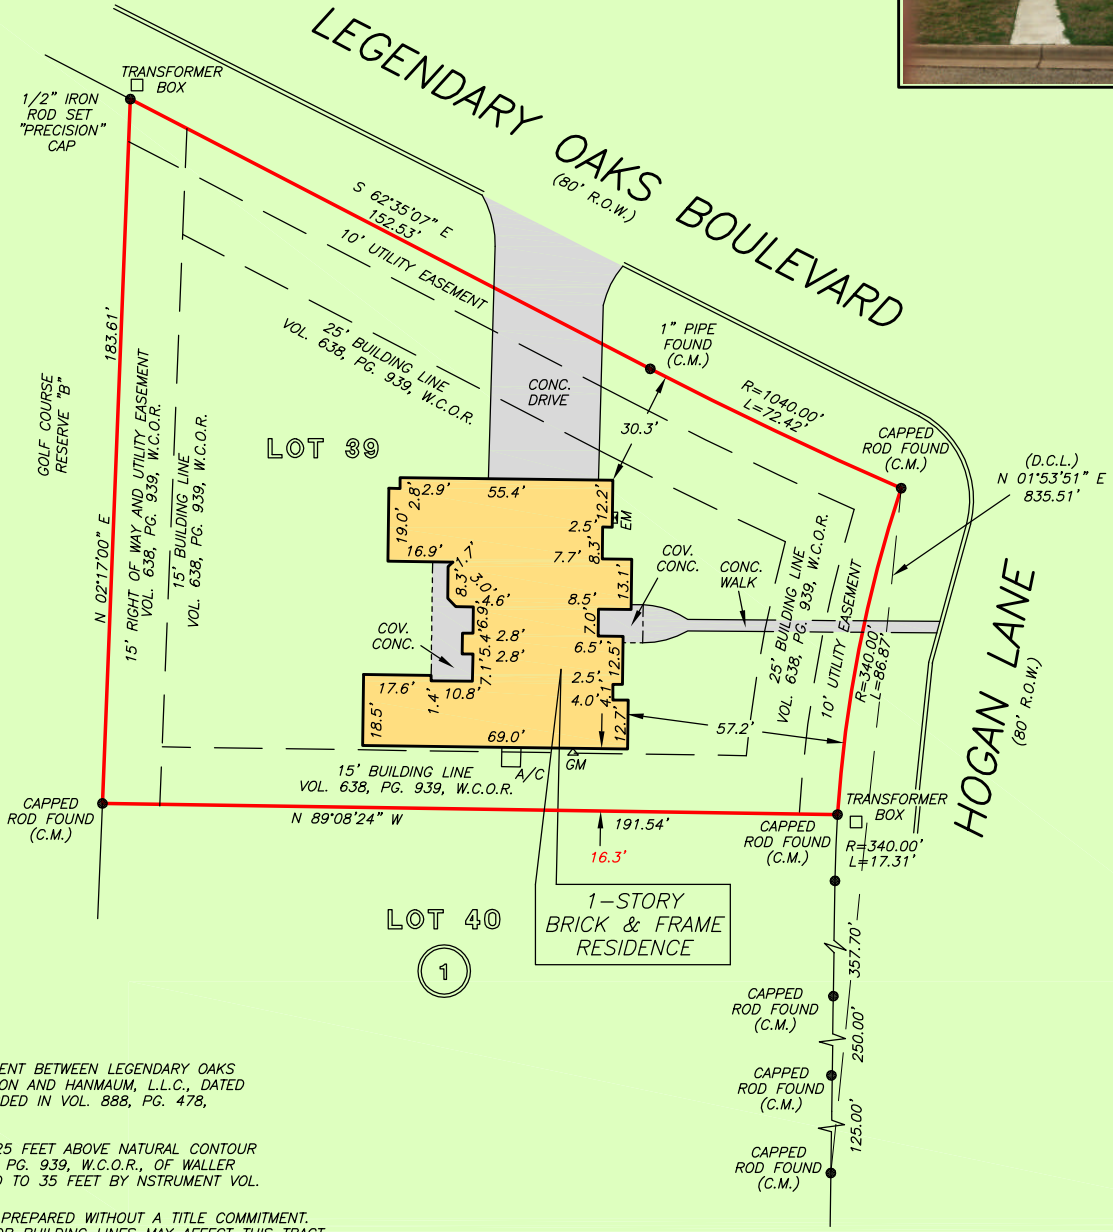 LEGENDARY OAKS BOULEVARD
(80' R.O.W.)
TRANSFORMER
BOX
1/2" IRON
ROD SET
"PRECISION"
CAP
S 62°35'07" E
152.53'
10' UTILITY EASEMENT
25' BUILDING LINE
VOL. 638, PG. 939, W.C.O.R.
1" PIPE
FOUND
(C.M.)
R=1040.00'
L=72.42'
CAPPED
ROD FOUND
(C.M.)
(D.C.L.)
N 01°53'51" E
835.51'
183.61'
N 02°17'00" E
GOLF COURSE
RESERVE "B"
15' RIGHT OF WAY AND UTILITY EASEMENT
VOL. 638, PG. 939, W.C.O.R.
15' BUILDING LINE
VOL. 638, PG. 939, W.C.O.R.
LOT 39
CONC.
DRIVE
30.3'
2.8'
2.9'
55.4'
12.2'
EM
19.0'
2.5'
8.3'
16.9'
7.7'
7.7'
13.1'
8.3'
3.0'
4.6'
8.5'
6.9'
7.0'
COV.
CONC.
CONC.
WALK
COV.
CONC.
5.4'
2.8'
2.8'
7.1'
6.5'
12.5'
2.5'
4.0'
4.1'
17.6'
10.8'
1.4'
18.5'
69.0'
12.7'
57.2'
25' BUILDING LINE
VOL. 638, PG. 939, W.C.O.R.
10' UTILITY EASEMENT
R=340.00'
L=86.87'
HOGAN LANE
(80' R.O.W.)
A/C
GM
15' BUILDING LINE
VOL. 638, PG. 939, W.C.O.R.
CAPPED
ROD FOUND
(C.M.)
N 89°08'24" W
191.54'
16.3'
CAPPED
ROD FOUND
(C.M.)
TRANSFORMER
BOX
R=340.00'
L=17.31'
1-STORY
BRICK & FRAME
RESIDENCE
LOT 40
1
357.70'
CAPPED
ROD FOUND
(C.M.)
250.00'
CAPPED
ROD FOUND
(C.M.)
125.00'
CAPPED
ROD FOUND
(C.M.)
ENT BETWEEN LEGENDARY OAKS
ON AND HANMAUM, L.L.C., DATED
DED IN VOL. 888, PG. 478,
25 FEET ABOVE NATURAL CONTOUR
PG. 939, W.C.O.R., OF WALLER
TO 35 FEET BY NSTRUMENT VOL.
PREPARED WITHOUT A TITLE COMMITMENT.
OR BUILDING LINES MAY AFFECT THIS TRACT